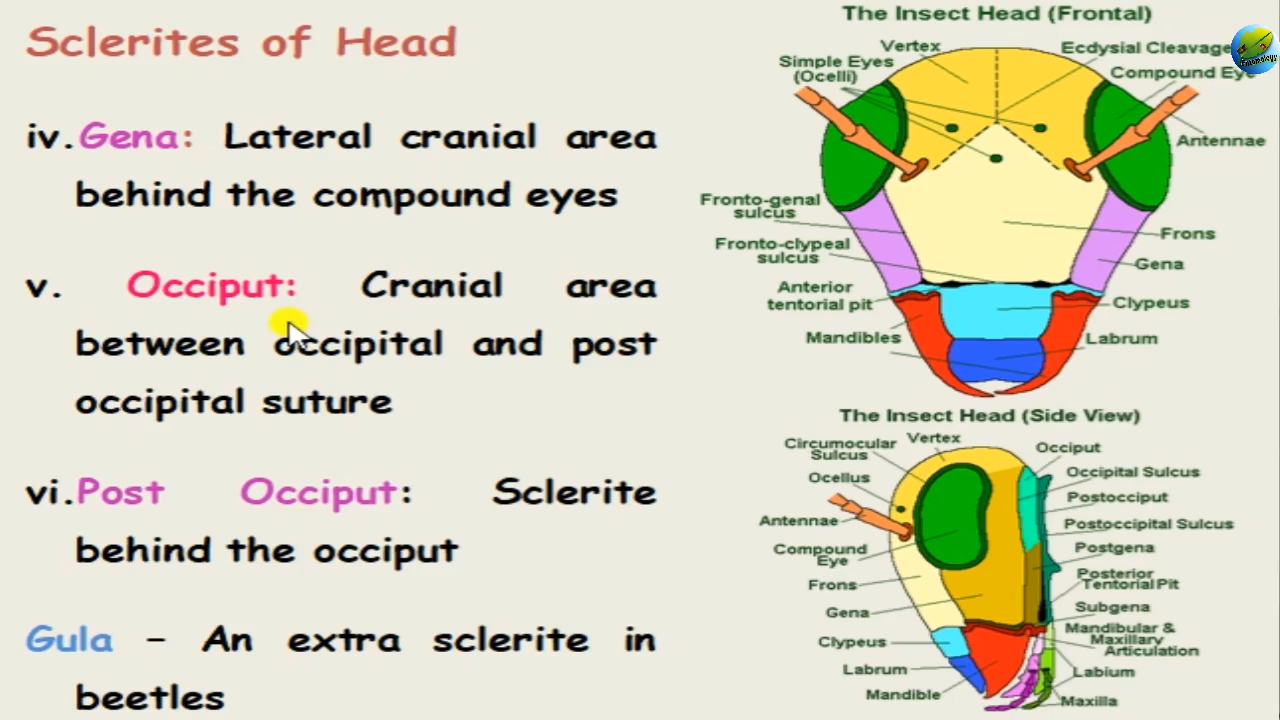 Sclerites of Head
iv. Gena: Lateral cranial area
behind the compound eyes
v. Occiput: Cranial area
between occipital and post
occipital suture
vi. Post Occiput: Sclerite
behind the occiput
Gula – An extra sclerite in
beetles
The Insect Head (Frontal)
Vertex
Ecdysial Cleavage
Simple Eyes
(Ocelli)
Compound Eye
Antennae
Fronto-genal
sulcus
Frons
Fronto-clypeal
sulcus
Gena
Anterior
tentorial pit
Clypeus
Mandibles
Labrum
The Insect Head (Side View)
Circumocular
Sulcus
Vertex
Occiput
Ocellus
Occipital Sulcus
Postocciput
Antennae
Postoccipital Sulcus
Compound
Eye
Postgena
Frons
Posterior
Tentorial Pit
Gena
Subgena
Clypeus
Mandibular &
Maxillary
Articulation
Labrum
Labium
Mandible
Maxilla